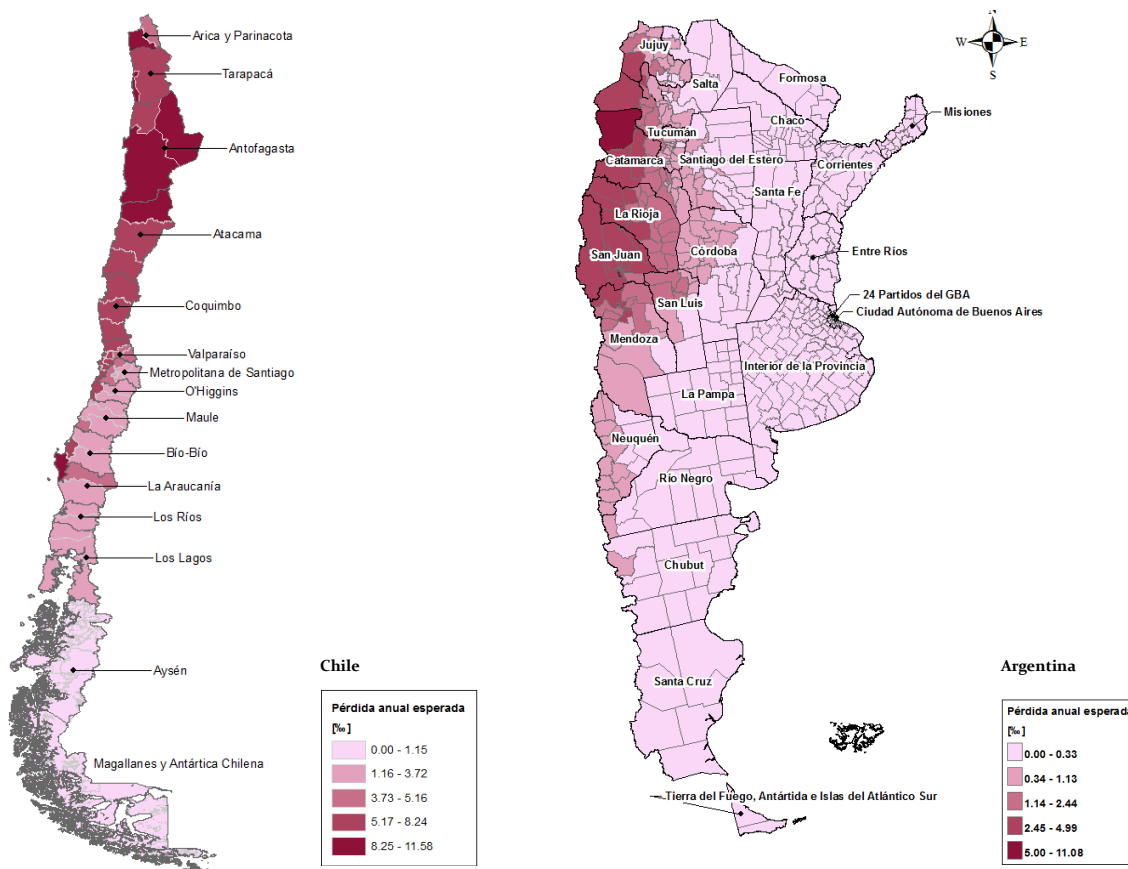 Arica y Parinacota
Tarapacá
Antofagasta
Atacama
Coquimbo
Valparaíso
Metropolitana de Santiago
O'Higgins
Maule
Bío-Bío
La Araucanía
Los Ríos
Los Lagos
Aysén
Magallanes y Antártica Chilena
Chile
Pérdida anual esperada
[‰]
0.00 - 1.15
1.16 - 3.72
3.73 - 5.16
5.17 - 8.24
8.25 - 11.58
N
W E
S
Jujuy
Salta
Formosa
Chaco
Misiones
Tucumán
Catamarca
Santiago del Estero
Corrientes
Santa Fe
La Rioja
San Juan
Córdoba
Entre Ríos
San Luis
24 Partidos del GBA
Ciudad Autónoma de Buenos Aires
Mendoza
Interior de la Provincia
La Pampa
Neuquén
Río Negro
Chubut
Santa Cruz
Tierra del Fuego, Antártida e Islas del Atlántico Sur
Argentina
Pérdida anual esperada
[‰]
0.00 - 0.33
0.34 - 1.13
1.14 - 2.44
2.45 - 4.99
5.00 - 11.08